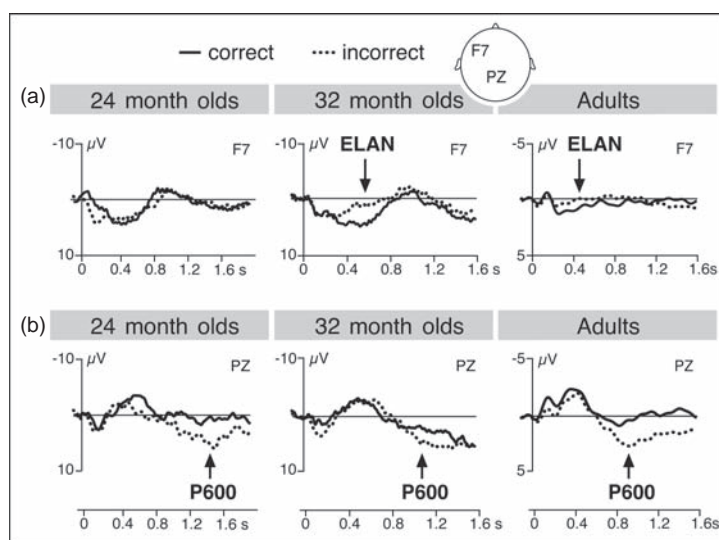 correct incorrect F7
PZ
(a) 24 month olds 32 month olds Adults
-10 μV F7 -10 μV ELAN F7 -5 μV ELAN F7
10 10 5
0 0.4 0.8 1.2 1.6 s 0 0.4 0.8 1.2 1.6 s 0 0.4 0.8 1.2 1.6s
(b) 24 month olds 32 month olds Adults
-10 μV PZ -10 μV PZ -5 μV PZ
10 P600 10 P600 5 P600
0 0.4 0.8 1.2 1.6 s 0 0.4 0.8 1.2 1.6 s 0 0.4 0.8 1.2 1.6s